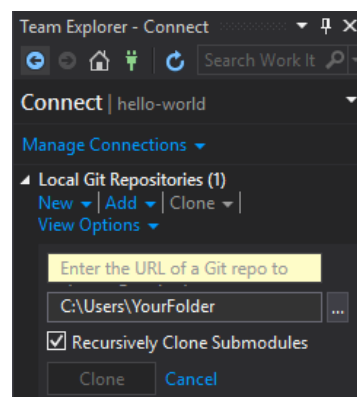 Team Explorer - Connect
Search Work It
Connect | hello-world
Manage Connections
Local Git Repositories (1)
New | Add | Clone |
View Options
Enter the URL of a Git repo to
C:\Users\YourFolder ...
Recursively Clone Submodules
Clone Cancel